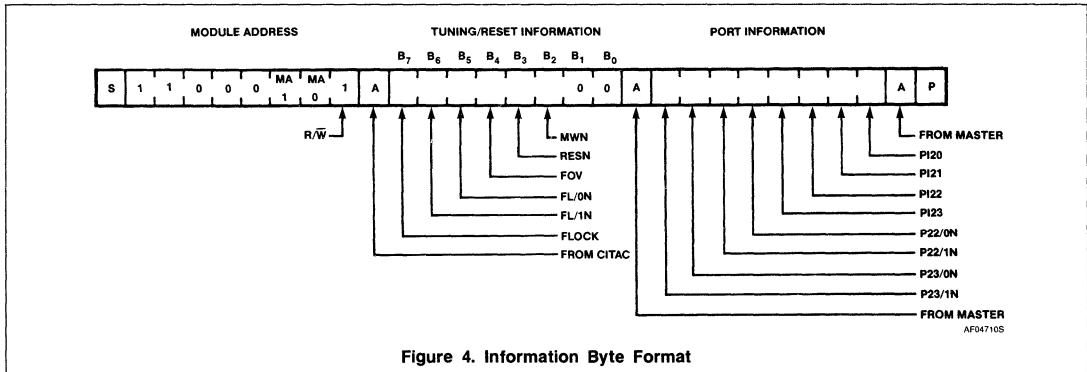 MODULE ADDRESS TUNING/RESET INFORMATION PORT INFORMATION
B7 B6 B5 B4 B3 B2 B1 B0
S 1 1 0 0 0 MA 1 MA 0 1 A 0 0 A A P
R/W̅ MWN FROM MASTER
RESN PI20
FOV PI21
FL/0N PI22
FL/1N PI23
FLOCK P22/0N
FROM CITAC P22/1N
P23/0N
P23/1N
FROM MASTER
AF04710S
Figure 4. Information Byte Format